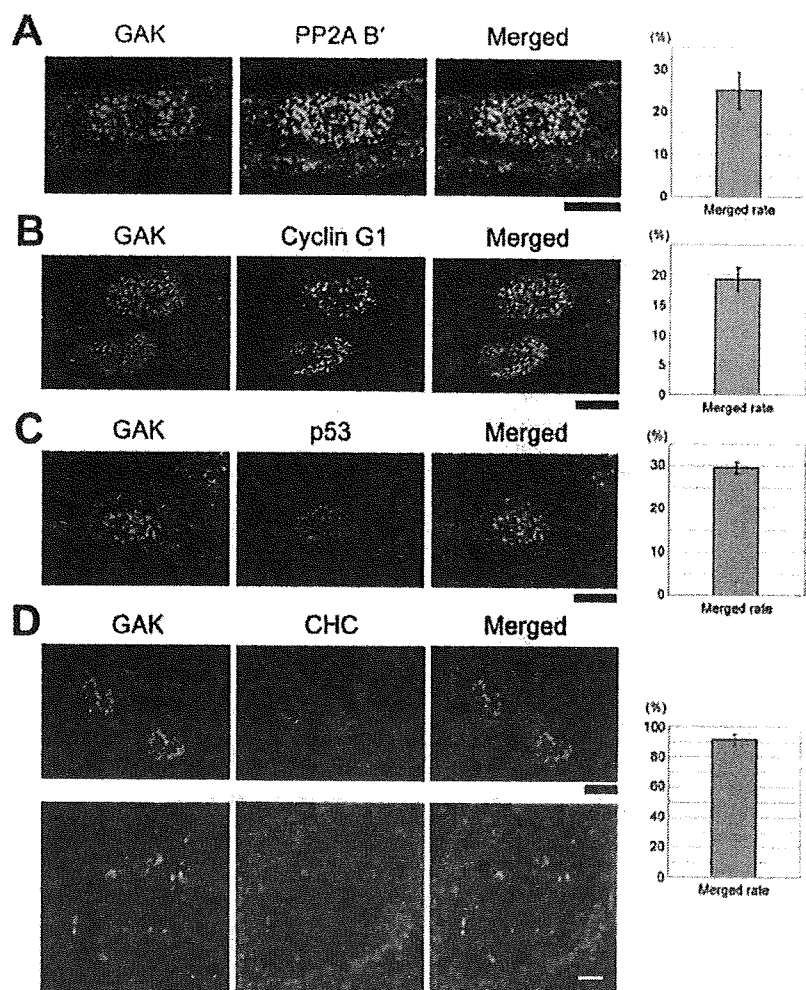 A
GAK PP2A B′ Merged
(%)
35
30
20
10
0
Merged rate
B
GAK Cyclin G1 Merged
(%)
20
15
10
5
0
Merged rate
C
GAK p53 Merged
(%)
30
20
10
0
Merged rate
D
GAK CHC Merged
(%)
100
80
60
40
20
0
Merged rate